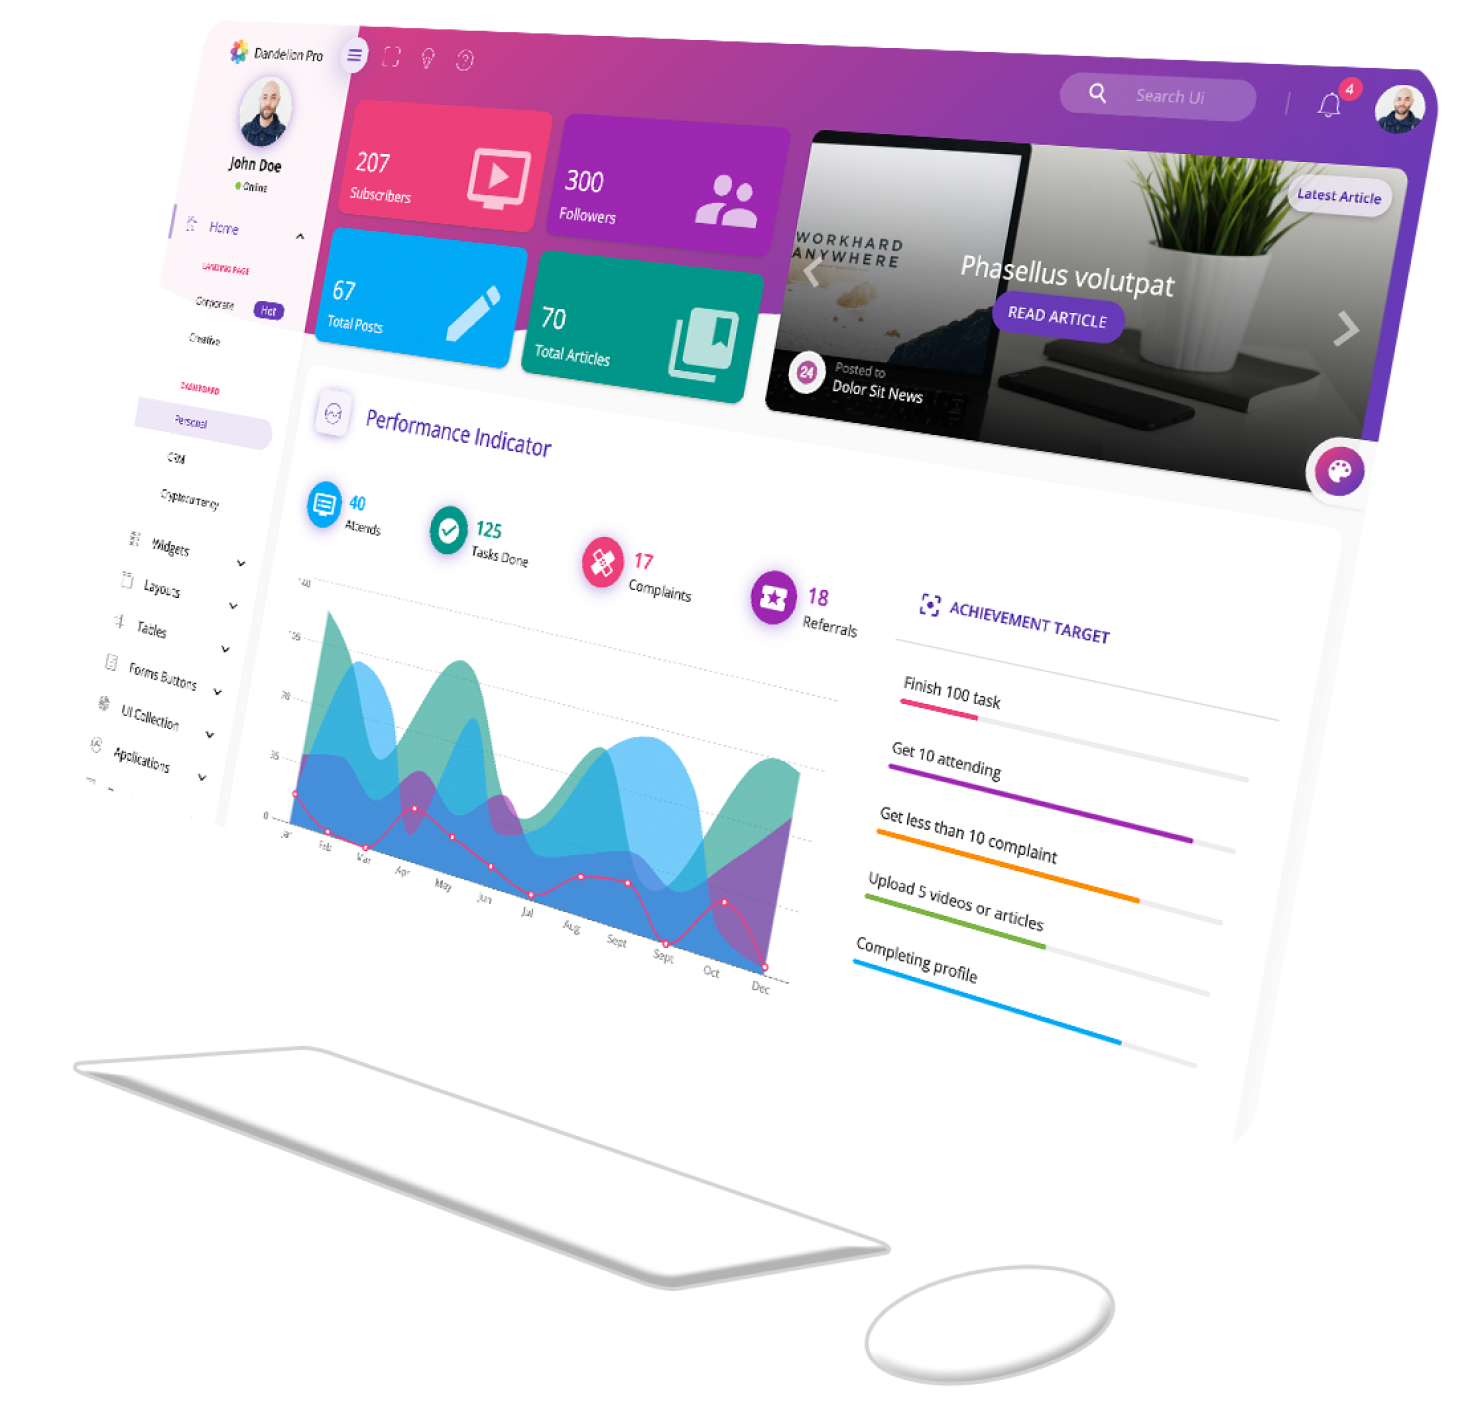 Dandelion Pro
John Doe
Online
Home
LANDING PAGE
Corporate
Hot
Creative
DASHBOARD
Personal
CRM
Cryptocurrency
Widgets
Layouts
Tables
Forms Buttons
UI Collection
Applications
Search Ui
4
207
Subscribers
300
Followers
67
Total Posts
70
Total Articles
Latest Article
WORKHARD
ANYWHERE
Phasellus volutpat
READ ARTICLE
24
Posted to
Dolor Sit News
Performance Indicator
40
Attends
125
Tasks Done
17
Complaints
18
Referrals
140
105
70
35
0
Jan
Feb
Mar
Apr
May
Jun
Jul
Aug
Sept
Sept
Oct
Dec
ACHIEVEMENT TARGET
Finish 100 task
Get 10 attending
Get less than 10 complaint
Upload 5 videos or articles
Completing profile